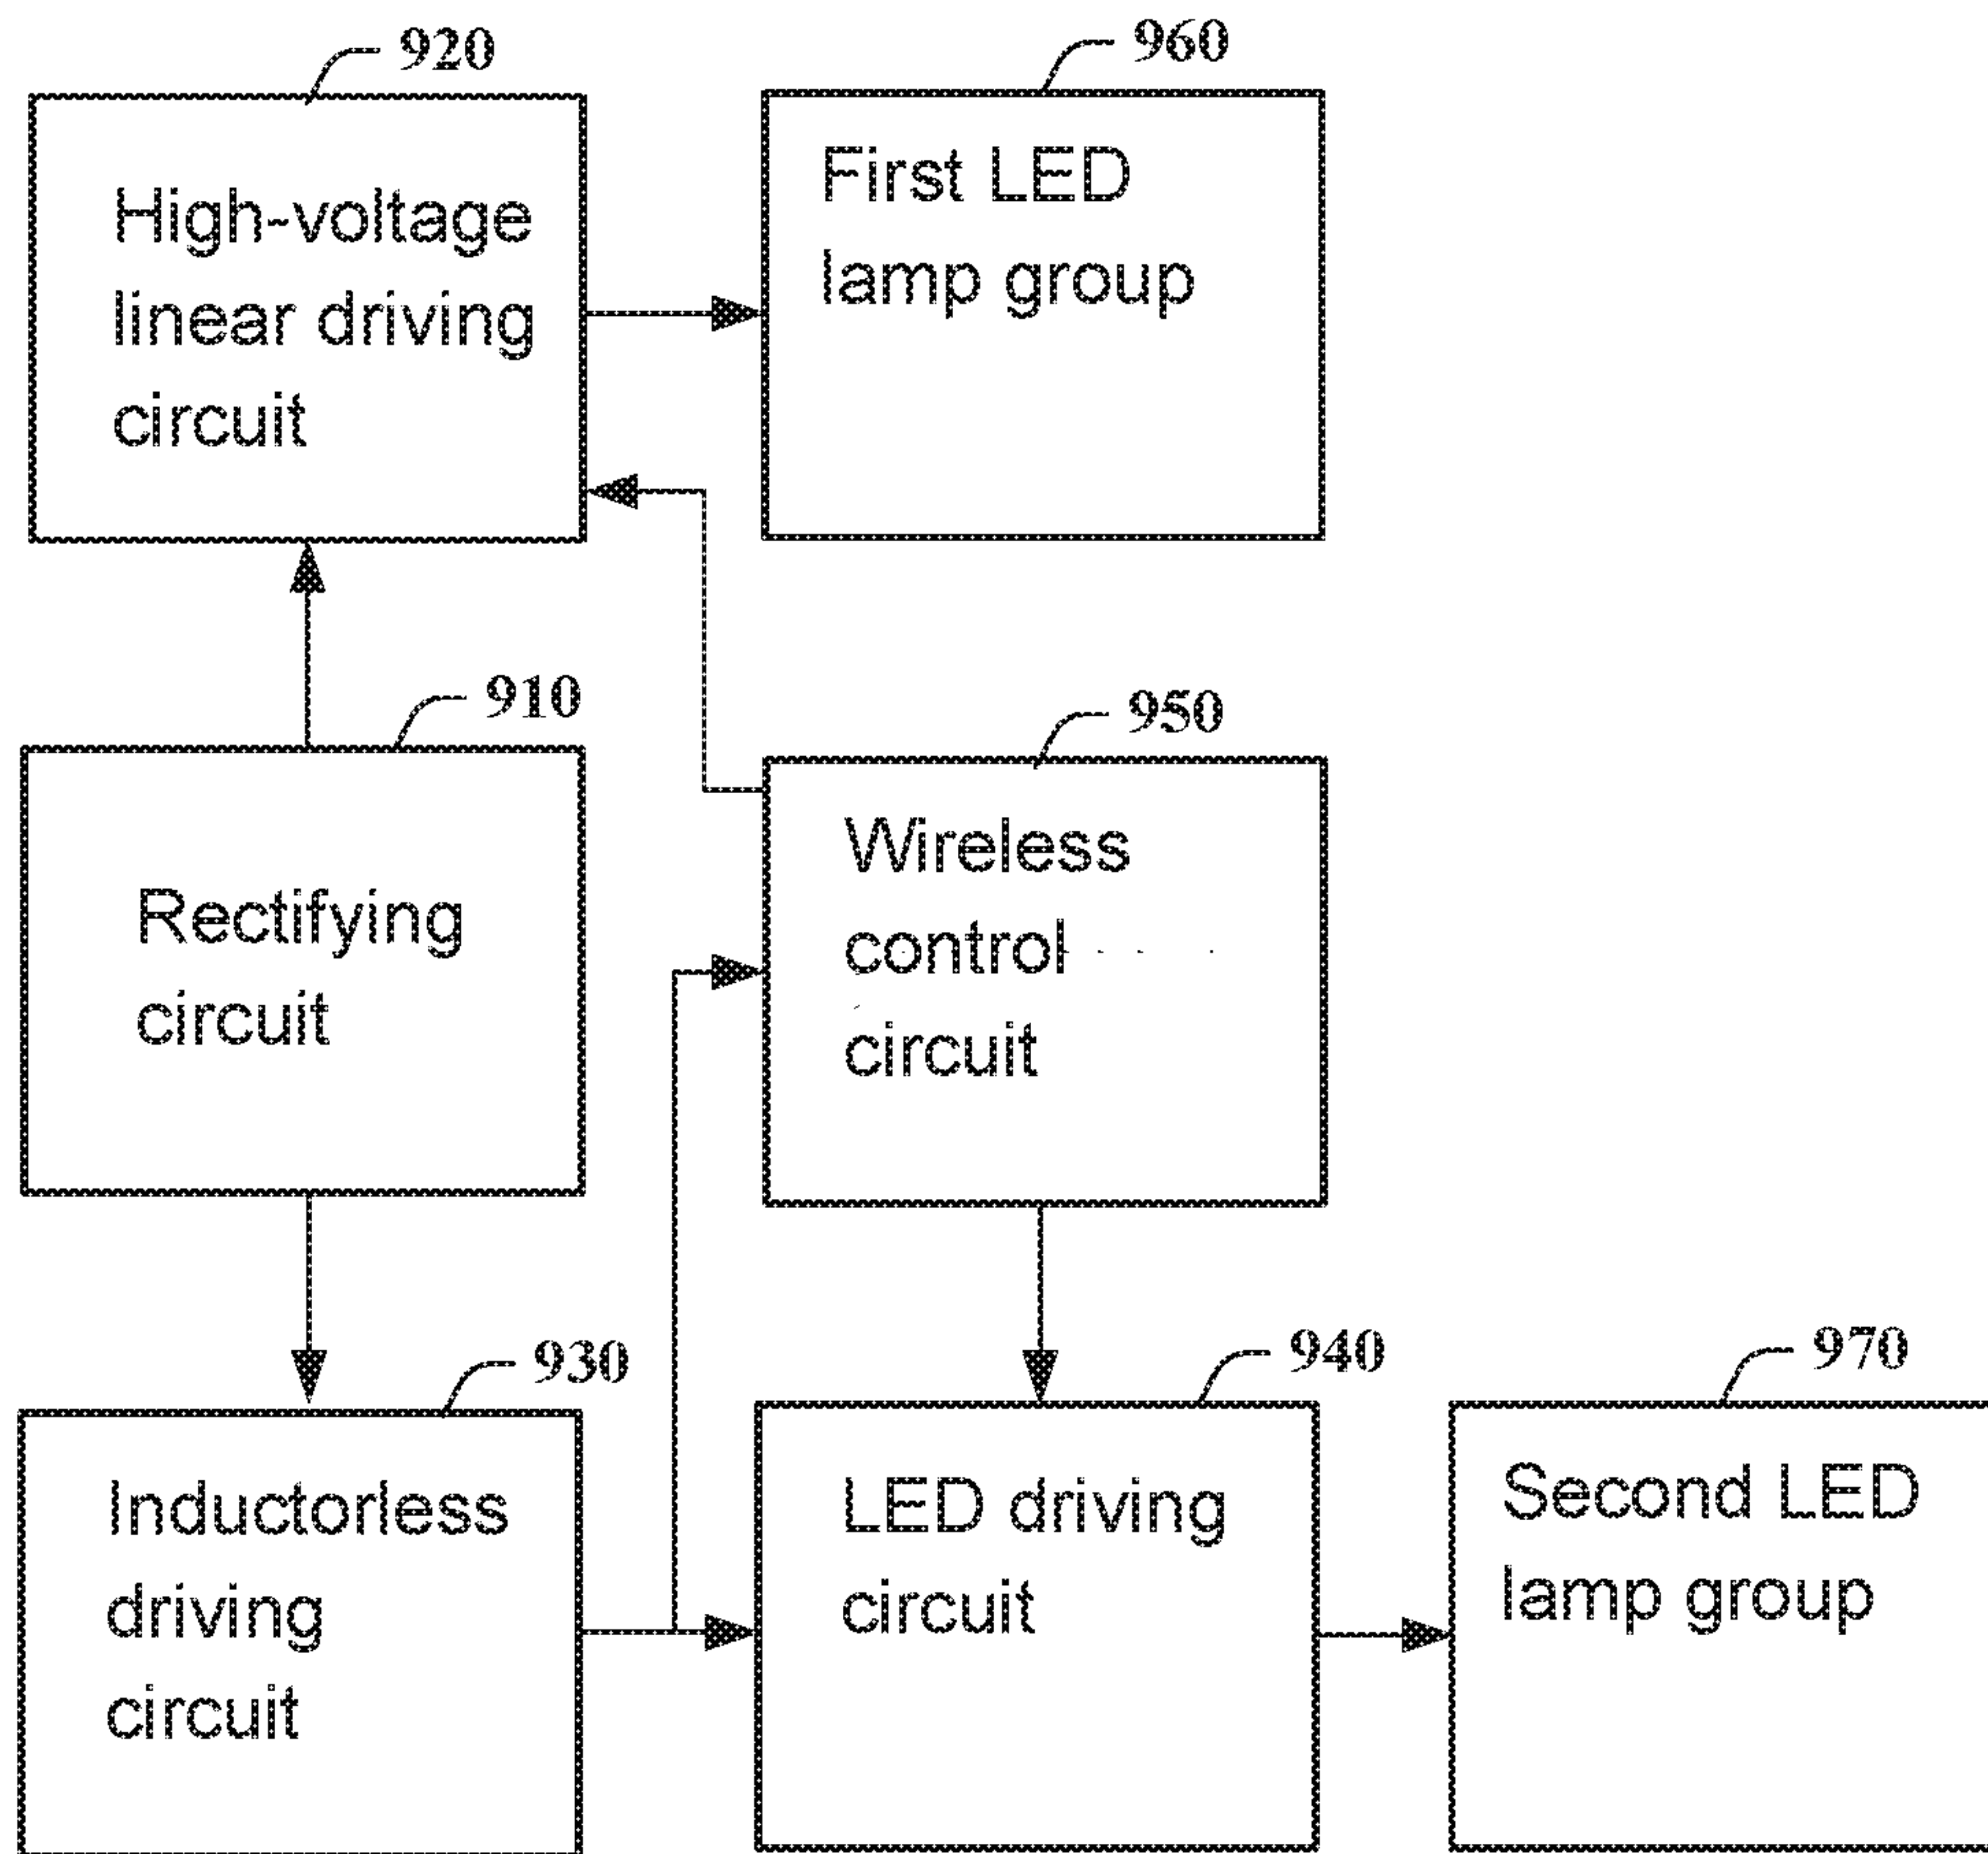 920
High-voltage
linear driving
circuit
960
First LED
lamp group
910
Rectifying
circuit
950
Wireless
control
circuit
930
Inductorless
driving
circuit
940
LED driving
circuit
970
Second LED
lamp group